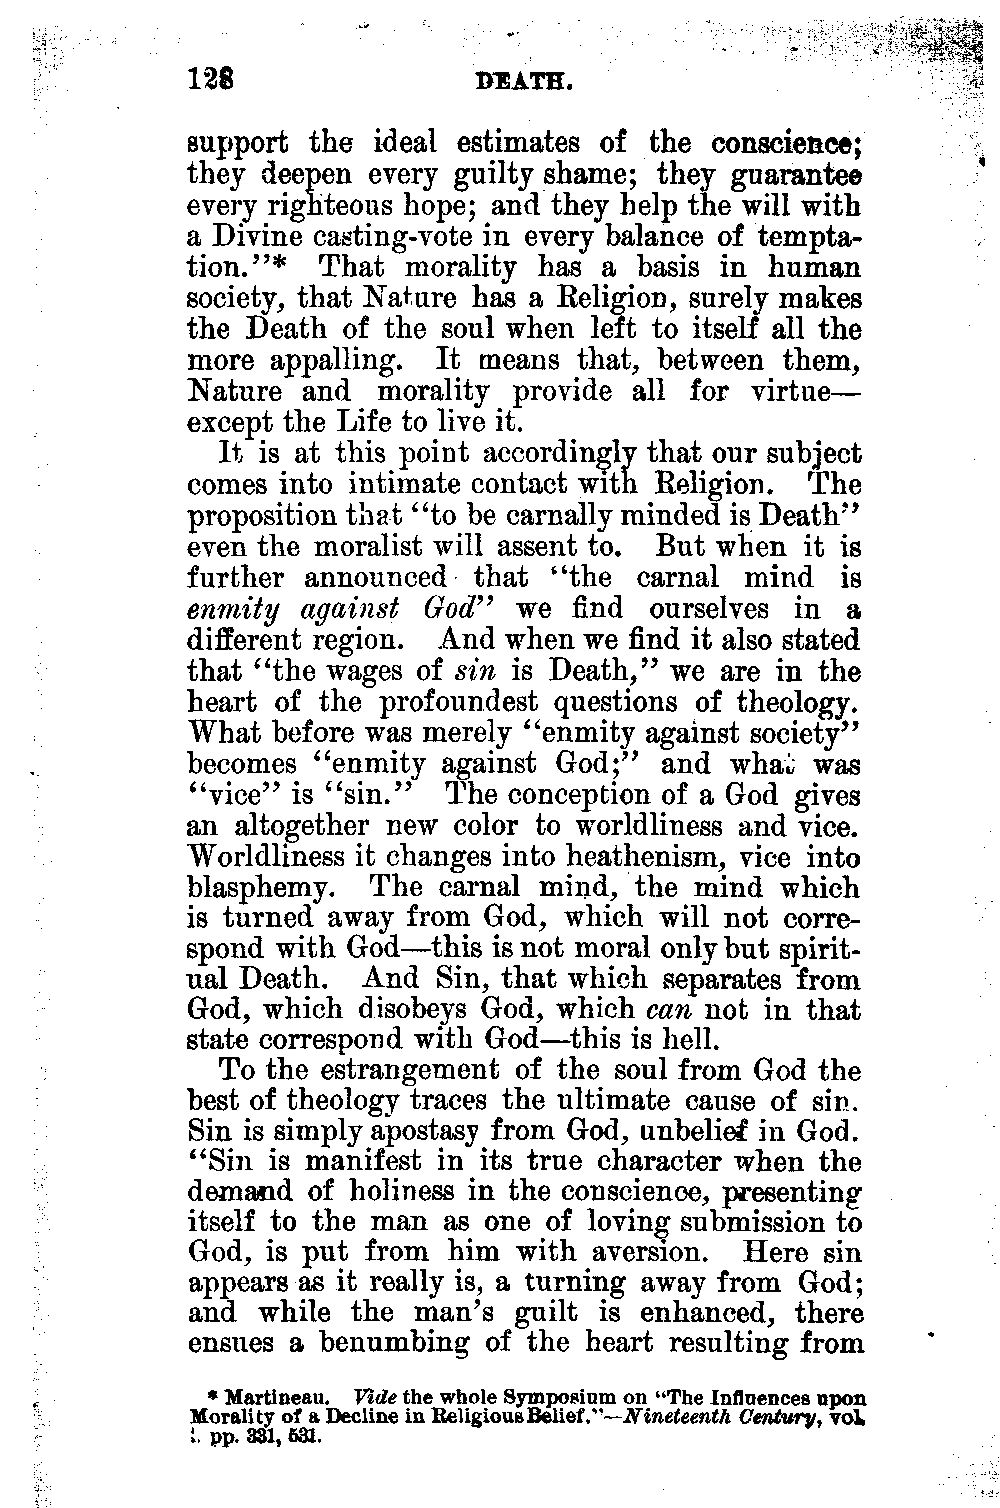 128 DEATH.
support the ideal estimates of the conscience;
they deepen every guilty shame; they guarantee
every righteous hope; and they help the will with
a Divine casting-vote in every balance of tempta-
tion."* That morality has a basis in human
society, that Nature has a Religion, surely makes
the Death of the soul when left to itself all the
more appalling. It means that, between them,
Nature and morality provide all for virtue—
except the Life to live it.
It is at this point accordingly that our subject
comes into intimate contact with Religion. The
proposition that "to be carnally minded is Death"
even the moralist will assent to. But when it is
further announced that "the carnal mind is
enmity against God" we find ourselves in a
different region. And when we find it also stated
that "the wages of sin is Death," we are in the
heart of the profoundest questions of theology.
What before was merely "enmity against society"
becomes "enmity against God;" and what was
"vice" is "sin." The conception of a God gives
an altogether new color to worldliness and vice.
Worldliness it changes into heathenism, vice into
blasphemy. The carnal mind, the mind which
is turned away from God, which will not corre-
spond with God—this is not moral only but spirit-
ual Death. And Sin, that which separates from
God, which disobeys God, which can not in that
state correspond with God—this is hell.
To the estrangement of the soul from God the
best of theology traces the ultimate cause of sin.
Sin is simply apostasy from God, unbelief in God.
"Sin is manifest in its true character when the
demand of holiness in the conscience, presenting
itself to the man as one of loving submission to
God, is put from him with aversion. Here sin
appears as it really is, a turning away from God;
and while the man's guilt is enhanced, there
ensues a benumbing of the heart resulting from
* Martineau. Vide the whole Symposium on "The Influences upon
Morality of a Decline in Religious Belief."—Nineteenth Century, vol.
i. pp. 331, 531.